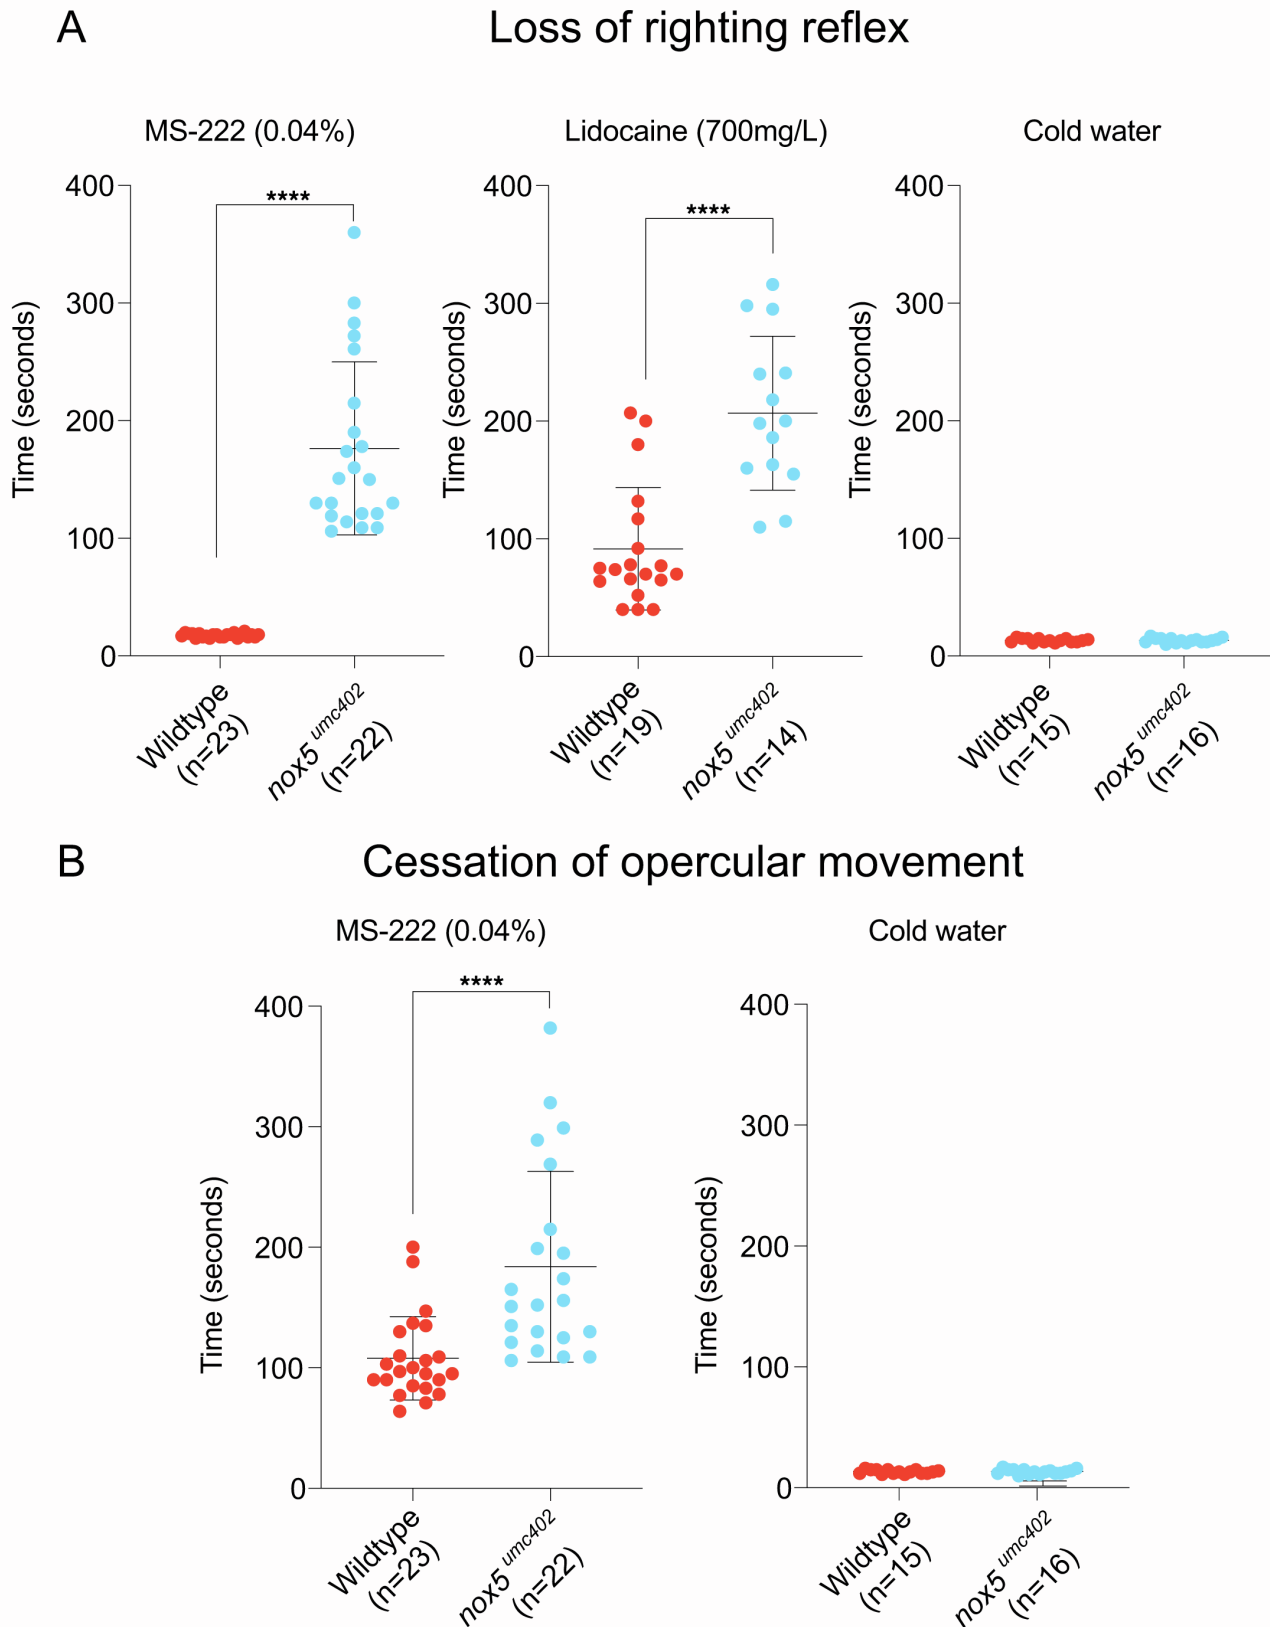 A
Loss of righting reflex
MS-222 (0.04%)
Lidocaine (700mg/L)
Cold water
Time (seconds)
400
300
200
100
0
****
Wildtype
(n=23)
nox5 umc402
(n=22)
Time (seconds)
400
300
200
100
0
****
Wildtype
(n=19)
nox5 umc402
(n=14)
Time (seconds)
400
300
200
100
0
Wildtype
(n=15)
nox5 umc402
(n=16)
B
Cessation of opercular movement
MS-222 (0.04%)
Cold water
Time (seconds)
400
300
200
100
0
****
Wildtype
(n=23)
nox5 umc402
(n=22)
Time (seconds)
400
300
200
100
0
Wildtype
(n=15)
nox5 umc402
(n=16)